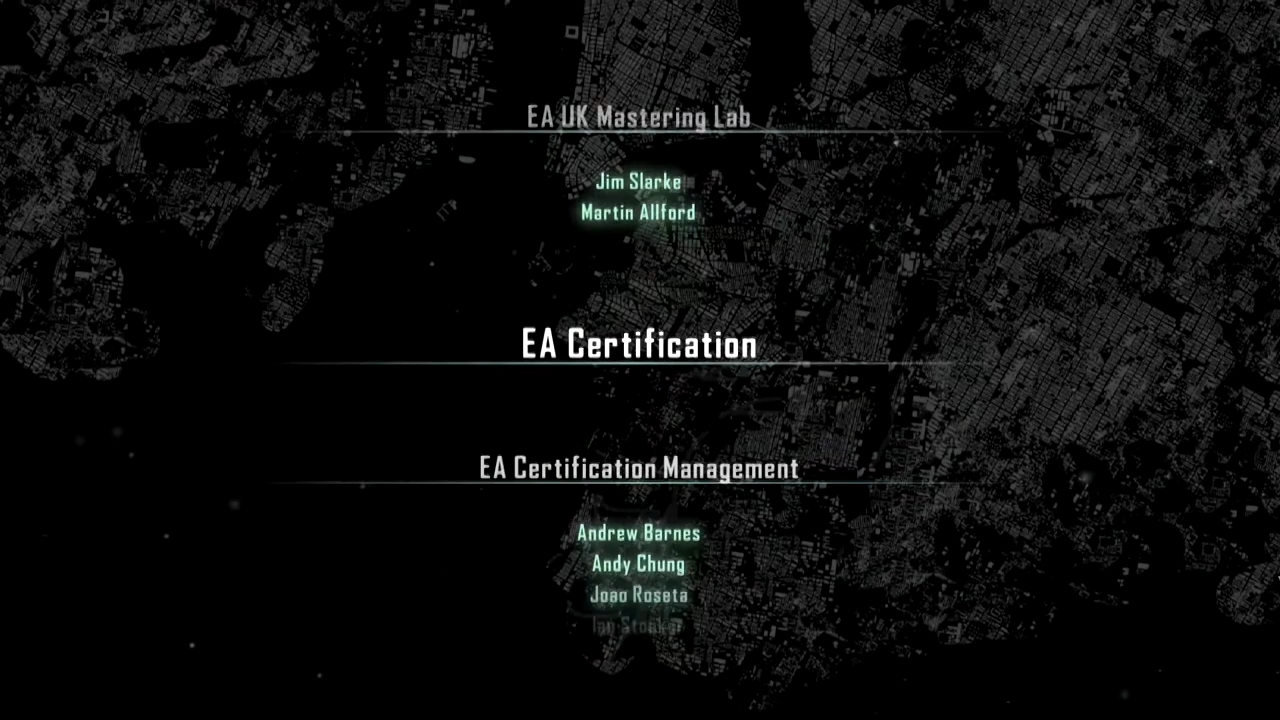 EA UK Mastering Lab
Jim Slarke
Martin Allford
EA Certification
EA Certification Management
Andrew Barnes
Andy Chung
Joao Roseta
Ian